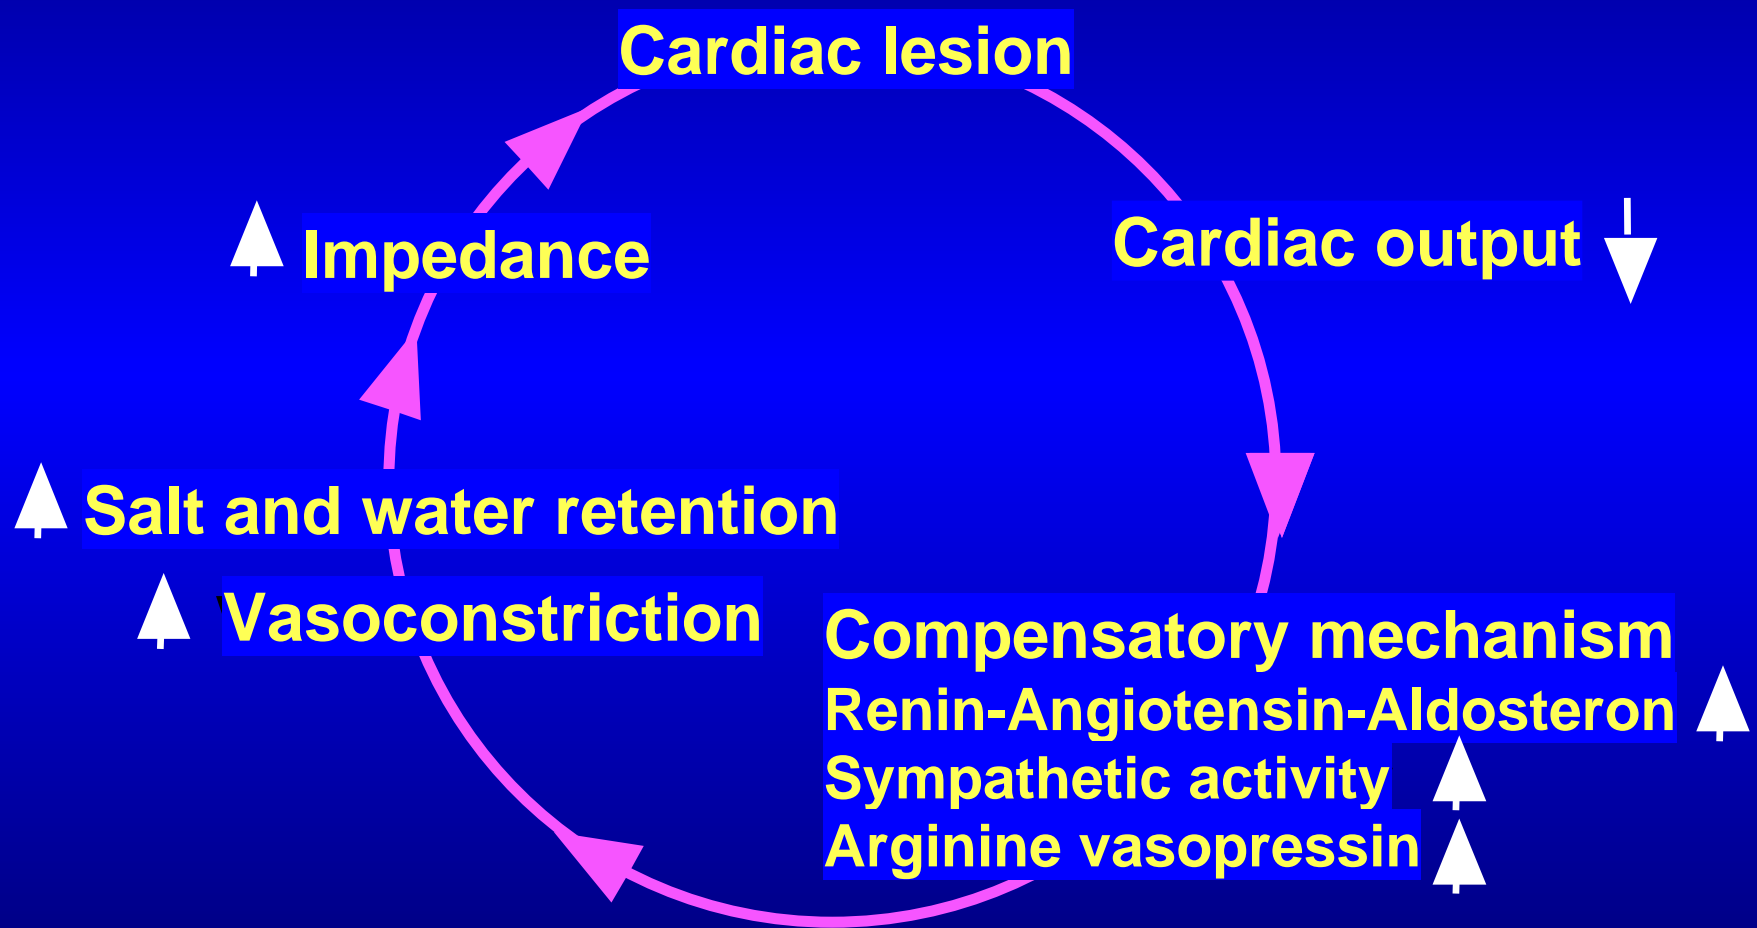 Cardiac lesion
Impedance
Cardiac output
Salt and water retention
Vasoconstriction
Compensatory mechanism
Renin-Angiotensin-Aldosteron
Sympathetic activity
Arginine vasopressin